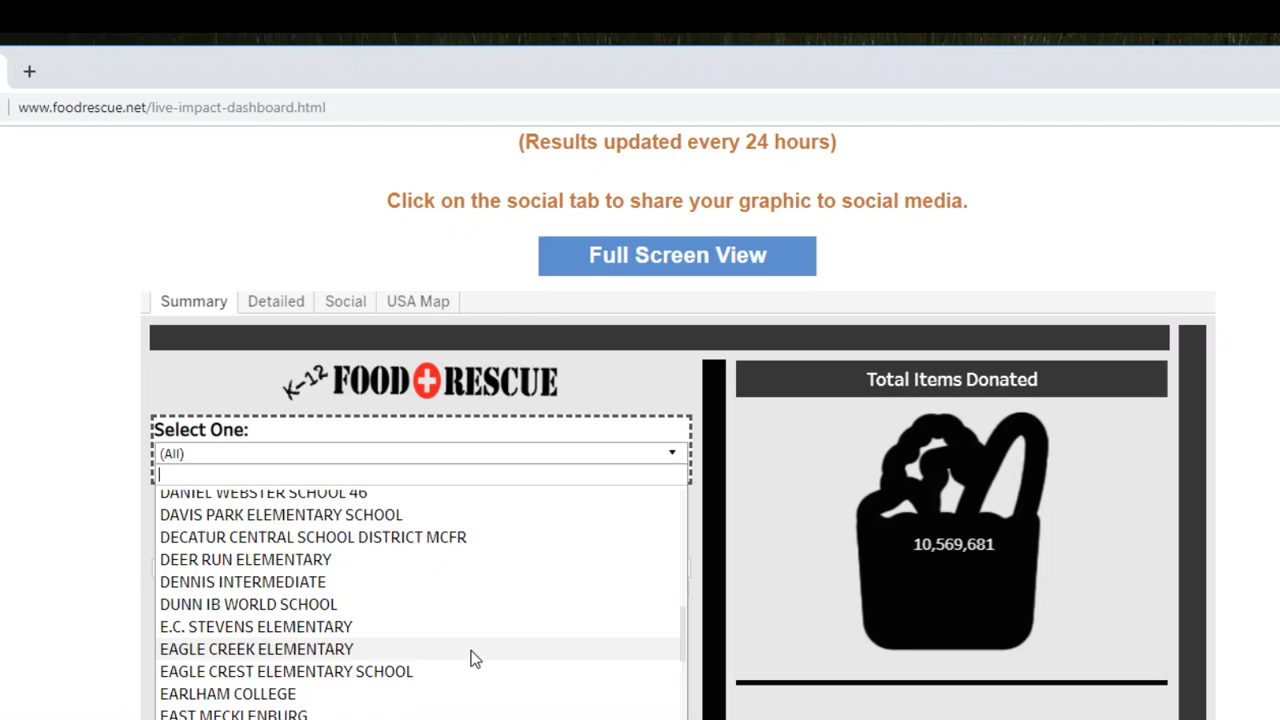 +
www.foodrescue.net/live-impact-dashboard.html
(Results updated every 24 hours)
Click on the social tab to share your graphic to social media.
Full Screen View
Summary Detailed Social USA Map
K-12 FOOD RESCUE
Total Items Donated
Select One:
(All)
DANIEL WEBSTER SCHOOL 46
DAVIS PARK ELEMENTARY SCHOOL
DECATUR CENTRAL SCHOOL DISTRICT MCFR
10,569,681
DEER RUN ELEMENTARY
DENNIS INTERMEDIATE
DUNN IB WORLD SCHOOL
E.C. STEVENS ELEMENTARY
EAGLE CREEK ELEMENTARY
EAGLE CREST ELEMENTARY SCHOOL
EARLHAM COLLEGE
EAST MECKLENBURG